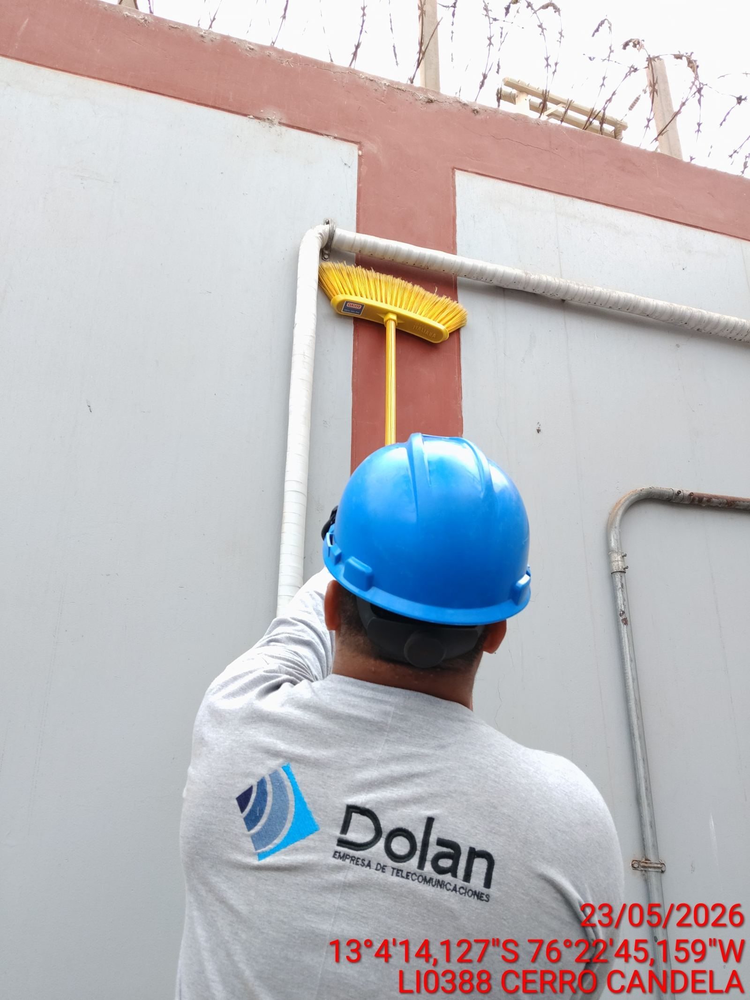 DAYR
ITALIANA
Dolan
EMPRESA DE TELECOMUNICACIONES
23/05/2026
13°4'14,127"S 76°22'45,159"W
LI0388 CERRO CANDELA